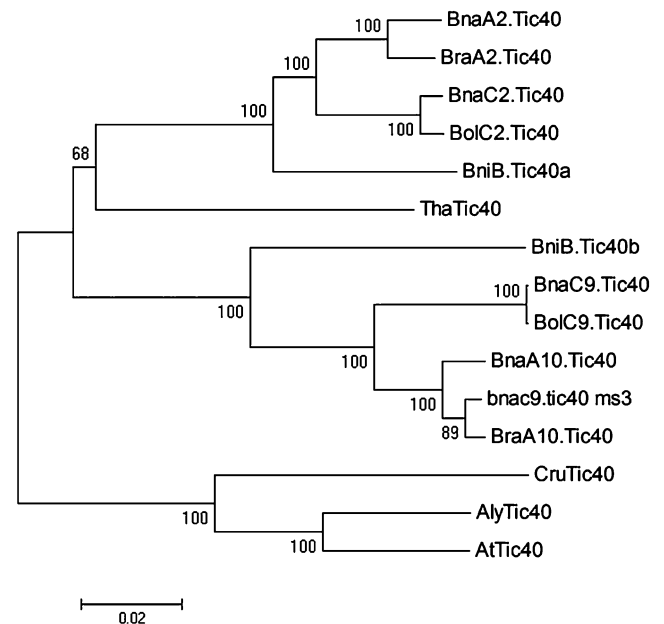 BnaA2.Tic40
100
BraA2.Tic40
100
BnaC2.Tic40
100
100
BolC2.Tic40
68
BniB.Tic40a
ThaTic40
BniB.Tic40b
100
BnaC9.Tic40
100
BolC9.Tic40
100
BnaA10.Tic40
100
bnac9.tic40 ms3
89
BraA10.Tic40
CruTic40
100
AlyTic40
100
AtTic40
0.02